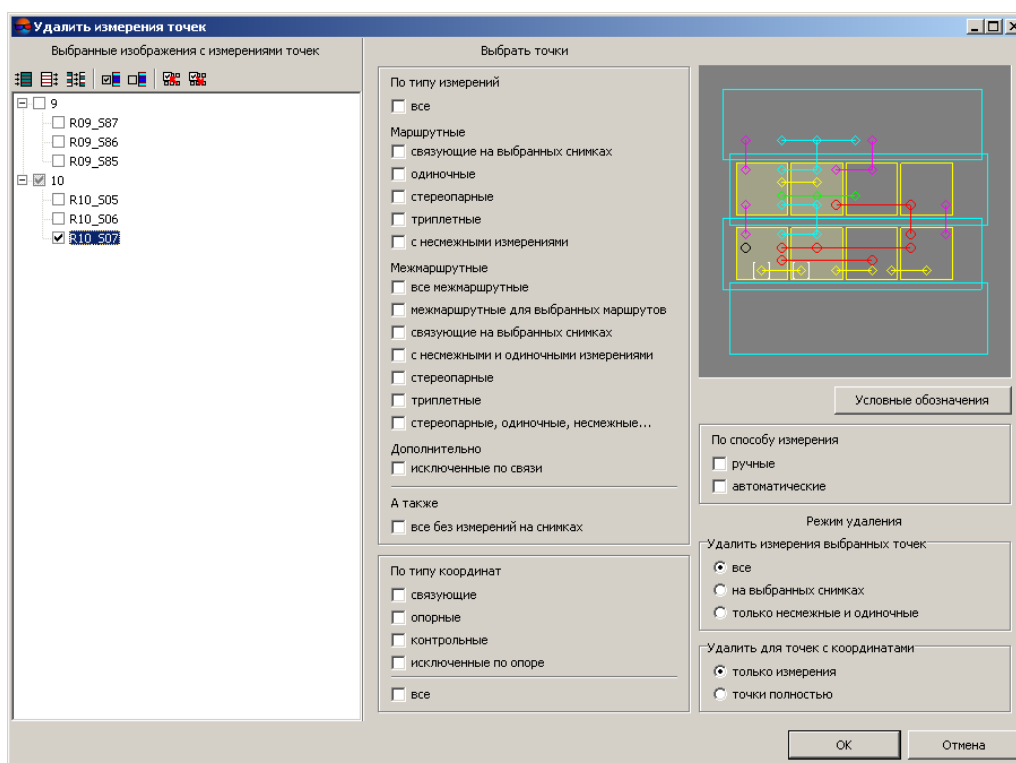 Удалить измерения точек
Выбранные изображения с измерениями точек
9
R09_S87
R09_S86
R09_S85
10
R10_S05
R10_S06
R10_S07
Выбрать точки
По типу измерений
все
Маршрутные
связующие на выбранных снимках
одиночные
стереопарные
триплетные
с несмежными измерениями
Межмаршрутные
все межмаршрутные
межмаршрутные для выбранных маршрутов
связующие на выбранных снимках
с несмежными и одиночными измерениями
стереопарные
триплетные
стереопарные, одиночные, несмежные...
Дополнительно
исключенные по связи
А также
все без измерений на снимках
По типу координат
связующие
опорные
контрольные
исключенные по опоре
все
Условные обозначения
По способу измерения
ручные
автоматические
Режим удаления
Удалить измерения выбранных точек
все
на выбранных снимках
только несмежные и одиночные
Удалить для точек с координатами
только измерения
точки полностью
OK
Отмена